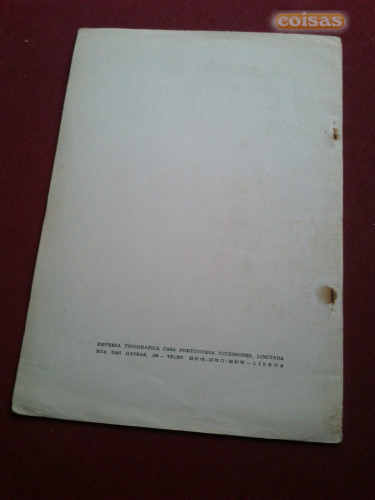 coisas
EMPRESA TIPOGRÁFICA CASA PORTUGUESA SUCESSORES, LIMITADA
RUA DAS GÁVEAS, — TELEF. — LISBOA